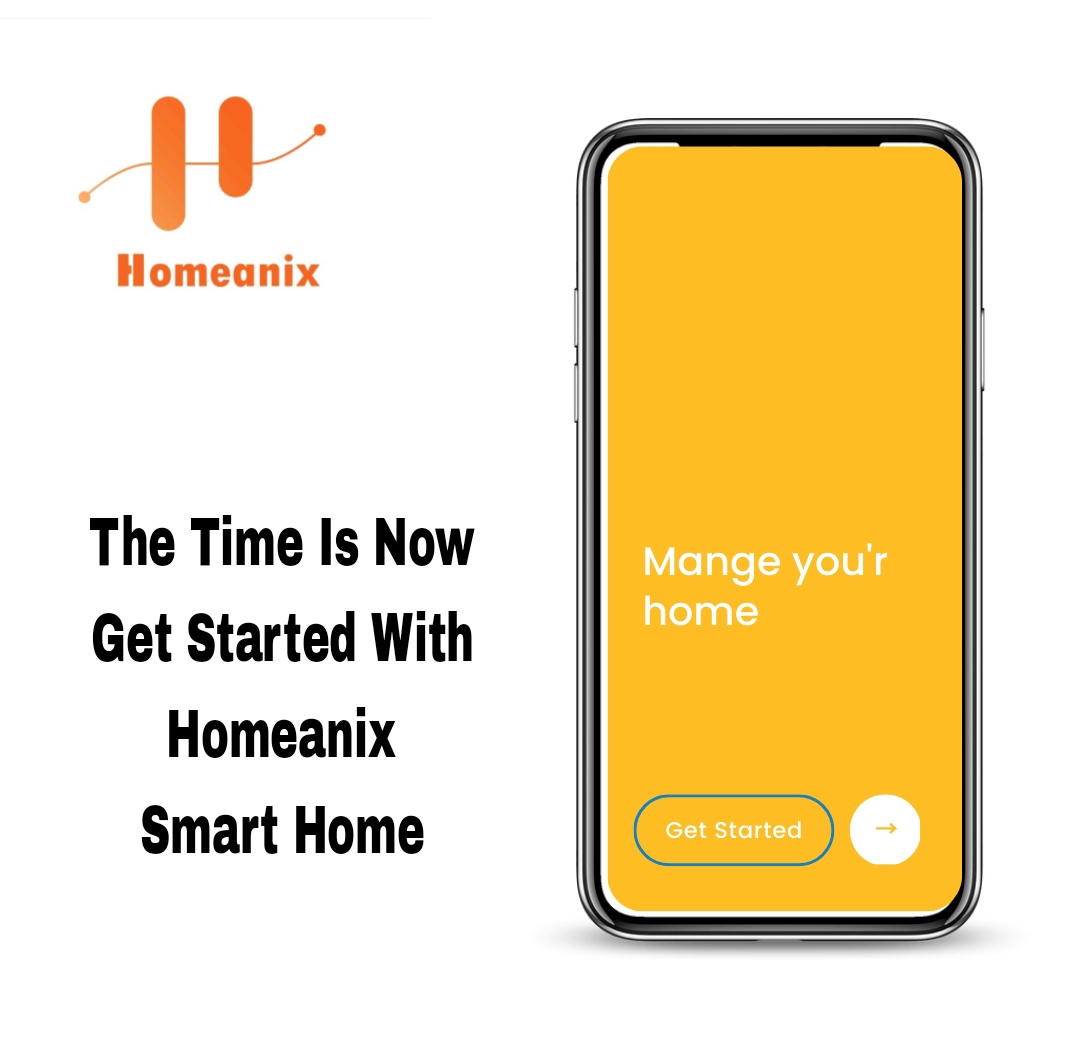 Homeanix
The Time Is Now
Get Started With
Homeanix
Smart Home
Mange you'r
home
Get Started
→